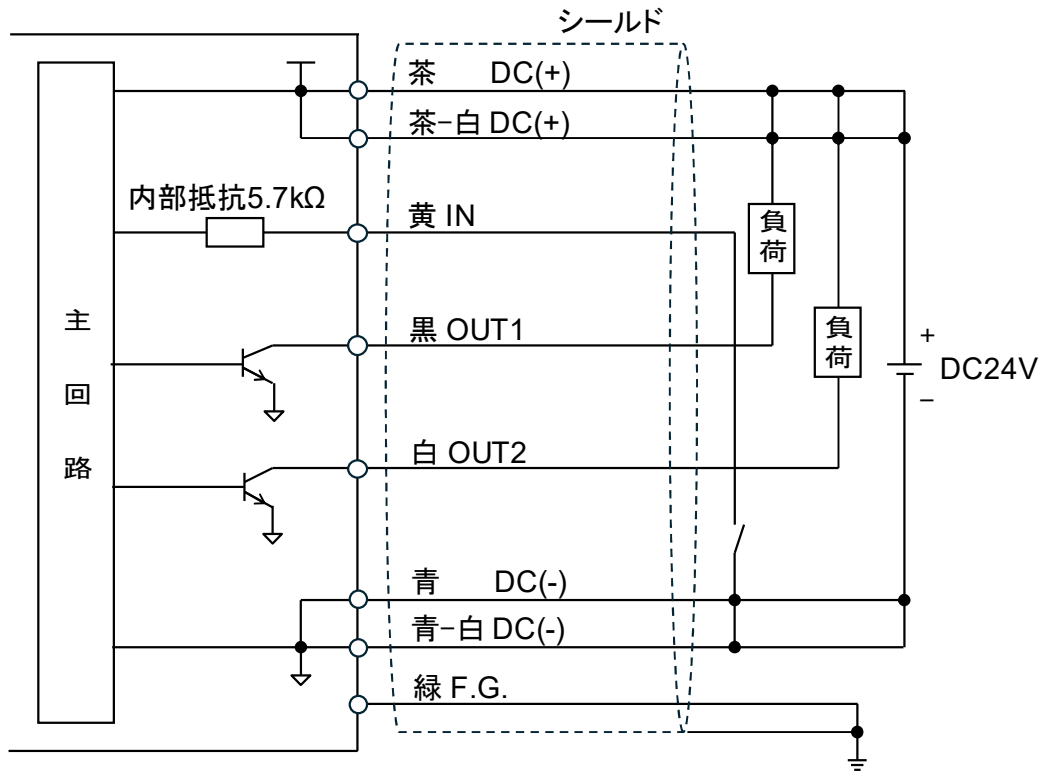 シールド
茶 DC(+)
茶-白 DC(+)
内部抵抗5.7kΩ
黄 IN
負荷
主回路
黒 OUT1
負荷
+
DC24V
−
白 OUT2
青 DC(-)
青-白 DC(-)
緑 F.G.